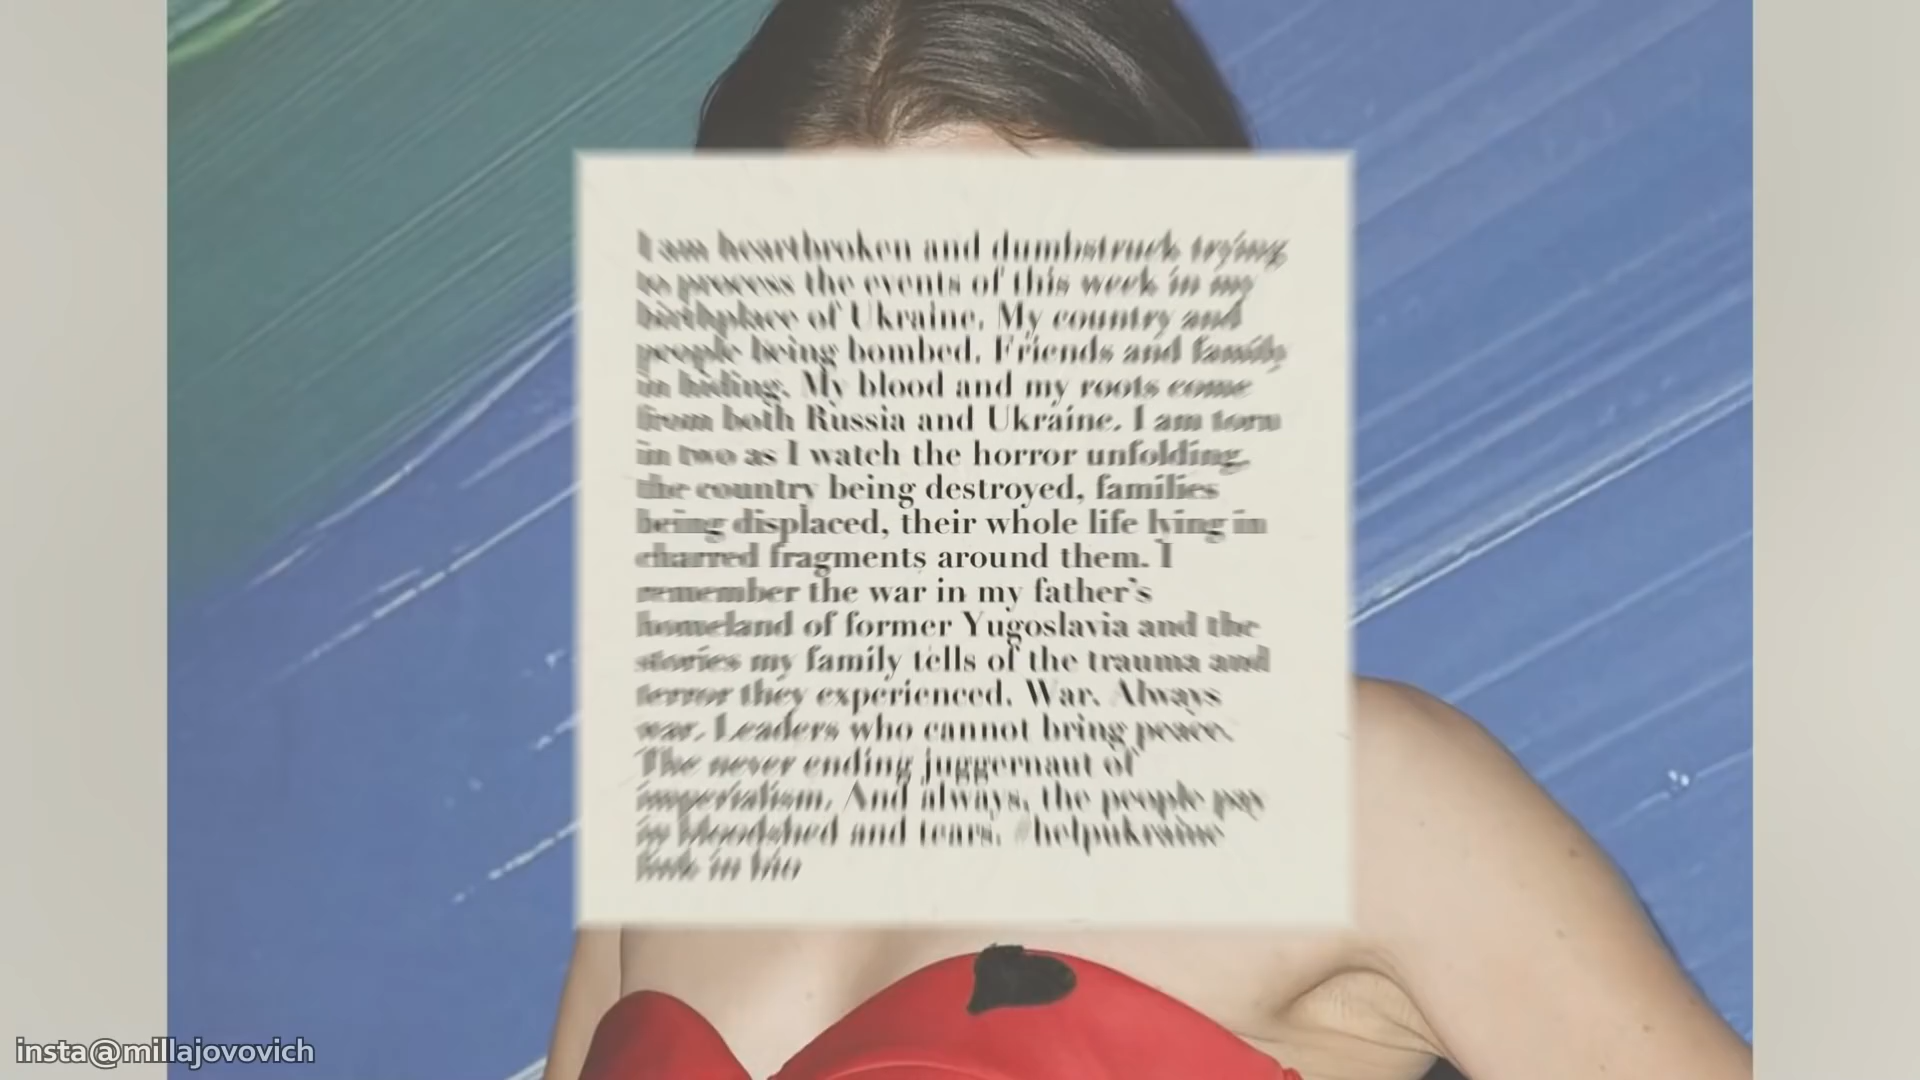 I am heartbroken and dumbstruck trying
to process the events of this week in my
birthplace of Ukraine. My country and
people being bombed. Friends and family
in hiding. My blood and my roots come
from both Russia and Ukraine. I am torn
in two as I watch the horror unfolding,
the country being destroyed, families
being displaced, their whole life lying in
charred fragments around them. I
remember the war in my father's
homeland of former Yugoslavia and the
stories my family tells of the trauma and
terror they experienced. War. Always
war. Leaders who cannot bring peace.
The never ending juggernaut of
imperialism. And always, the people pay
in bloodshed and tears. #helpukraine
link in bio
insta@millajovovich